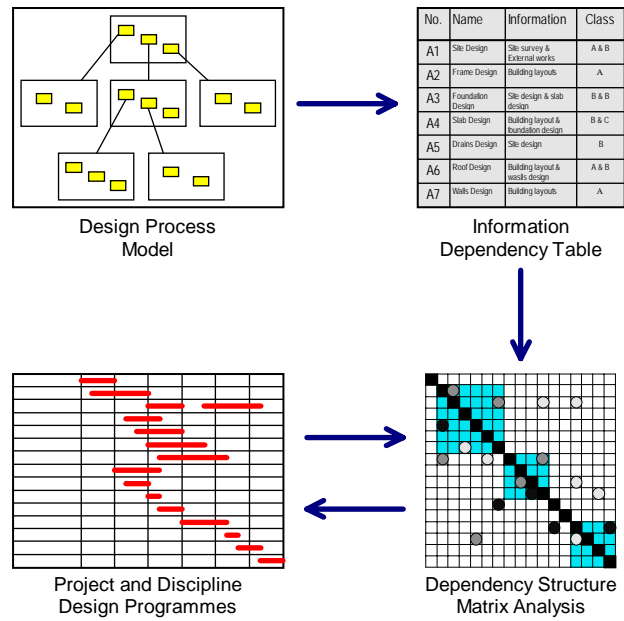 No. Name Information Class
A1 Site Design Site survey & External works A & B
A2 Frame Design Building layouts A
A3 Foundation Design Site design & slab design B & B
A4 Slab Design Building layout & foundation design B & C
A5 Drains Design Site design B
A6 Roof Design Building layout & waslls design A & B
A7 Walls Design Building layouts A
Design Process
Model
Information
Dependency Table
Project and Discipline
Design Programmes
Dependency Structure
Matrix Analysis